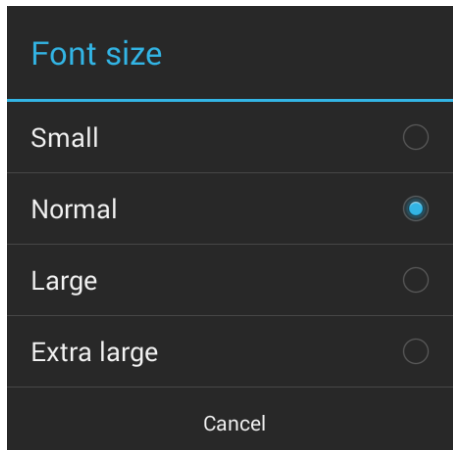 Font size
Small
Normal
Large
Extra large
Cancel